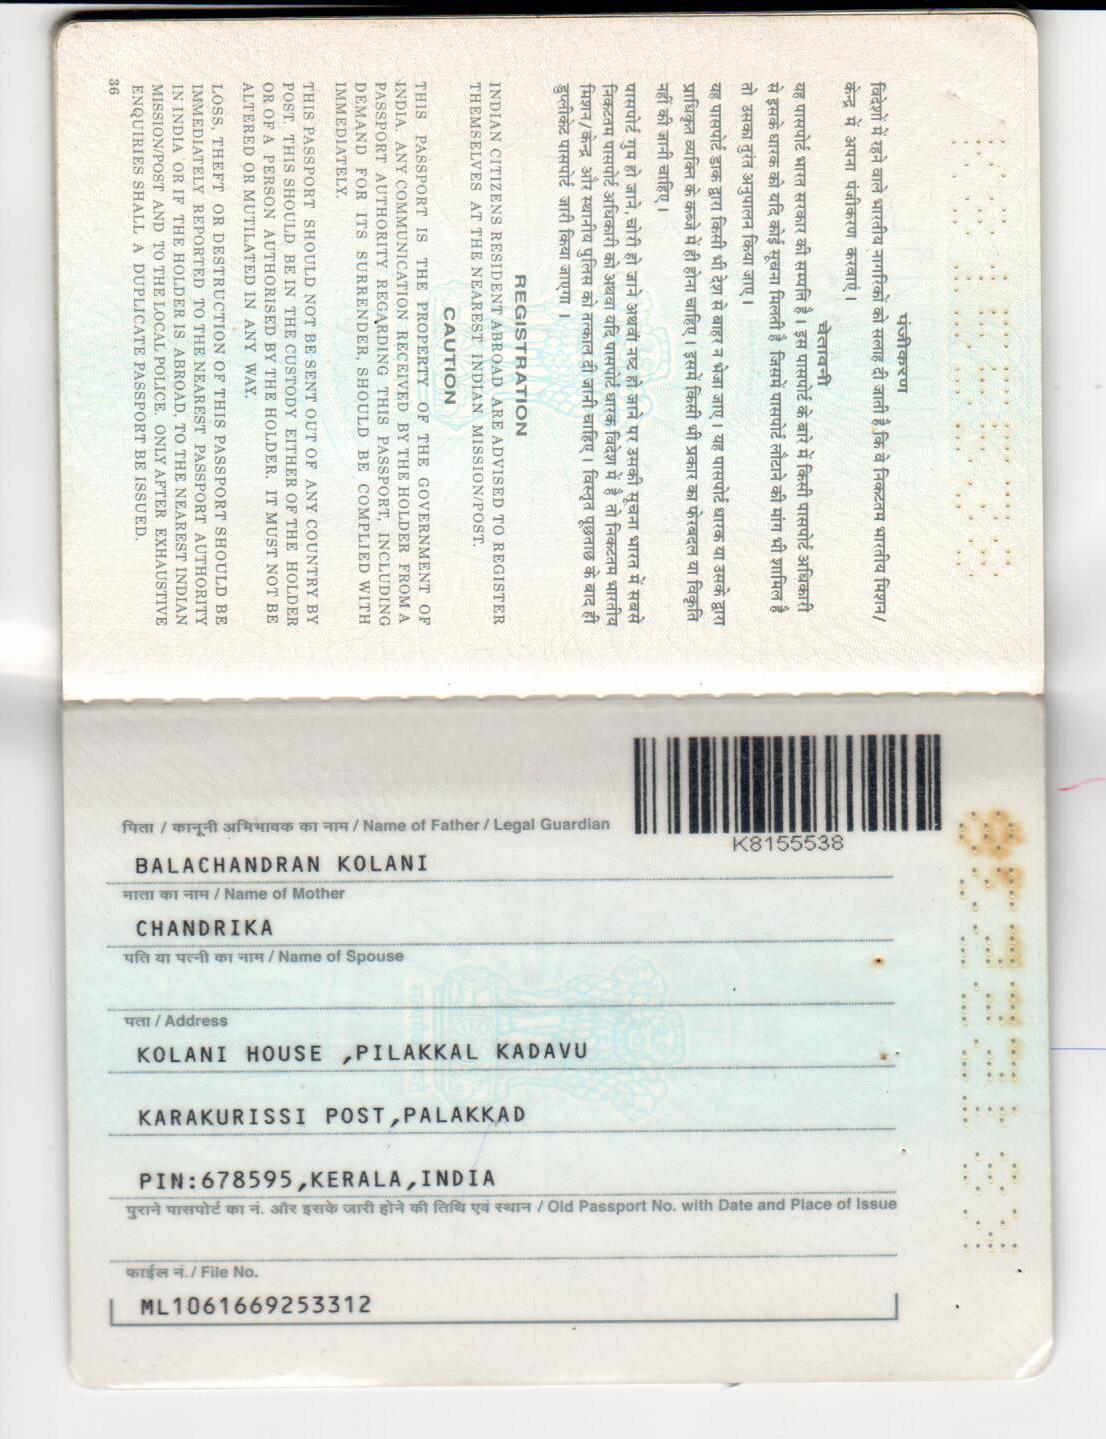 पंजीकरण
विदेशों में रहने वाले भारतीय नागरिकों को सलाह दी जाती है कि वे निकटतम भारतीय मिशन/
केन्द्र में अपना पंजीकरण करवाएं ।
चेतावनी
यह पासपोर्ट भारत सरकार की सम्पत्ति है । इस पासपोर्ट के बारे में किसी पासपोर्ट अधिकारी
से इसके धारक को यदि कोई सूचना मिलती है जिसमें पासपोर्ट लौटाने की मांग भी शामिल है
तो उसका तुरंत अनुपालन किया जाए ।
यह पासपोर्ट डाक द्वारा किसी भी देश से बाहर न भेजा जाए । यह पासपोर्ट धारक या उसके द्वारा
प्राधिकृत व्यक्ति के कब्जे में ही होना चाहिए । इसमें किसी भी प्रकार का फेरबदल या विकृति
नहीं की जानी चाहिए ।
पासपोर्ट गुम हो जाने, चोरी हो जाने अथवा नष्ट हो जाने पर उसकी सूचना भारत में सबसे
निकटतम पासपोर्ट अधिकारी को अथवा यदि पासपोर्ट धारक विदेश में है तो निकटतम भारतीय
मिशन/केन्द्र और स्थानीय पुलिस को तत्काल दी जानी चाहिए । विस्तृत पूछताछ के बाद ही
डुप्लीकेट पासपोर्ट जारी किया जाएगा ।
REGISTRATION
INDIAN CITIZENS RESIDENT ABROAD ARE ADVISED TO REGISTER
THEMSELVES AT THE NEAREST INDIAN MISSION/POST.
CAUTION
THIS PASSPORT IS THE PROPERTY OF THE GOVERNMENT OF
INDIA. ANY COMMUNICATION RECEIVED BY THE HOLDER FROM A
PASSPORT AUTHORITY REGARDING THIS PASSPORT, INCLUDING
DEMAND FOR ITS SURRENDER, SHOULD BE COMPLIED WITH
IMMEDIATELY.
THIS PASSPORT SHOULD NOT BE SENT OUT OF ANY COUNTRY BY
POST. THIS SHOULD BE IN THE CUSTODY EITHER OF THE HOLDER
OR OF A PERSON AUTHORISED BY THE HOLDER. IT MUST NOT BE
ALTERED OR MUTILATED IN ANY WAY.
LOSS, THEFT OR DESTRUCTION OF THIS PASSPORT SHOULD BE
IMMEDIATELY REPORTED TO THE NEAREST PASSPORT AUTHORITY
IN INDIA OR IF THE HOLDER IS ABROAD, TO THE NEAREST INDIAN
MISSION/POST AND TO THE LOCAL POLICE. ONLY AFTER EXHAUSTIVE
ENQUIRIES SHALL A DUPLICATE PASSPORT BE ISSUED.
36
K8155538
पिता / कानूनी अभिभावक का नाम / Name of Father / Legal Guardian
BALACHANDRAN KOLANI
माता का नाम / Name of Mother
CHANDRIKA
पति या पत्नी का नाम / Name of Spouse
पता / Address
KOLANI HOUSE ,PILAKKAL KADAVU
KARAKURISSI POST,PALAKKAD
PIN:678595,KERALA,INDIA
पुराने पासपोर्ट का नं. और इसके जारी होने की तिथि एवं स्थान / Old Passport No. with Date and Place of Issue
फाईल नं./ File No.
ML1061669253312